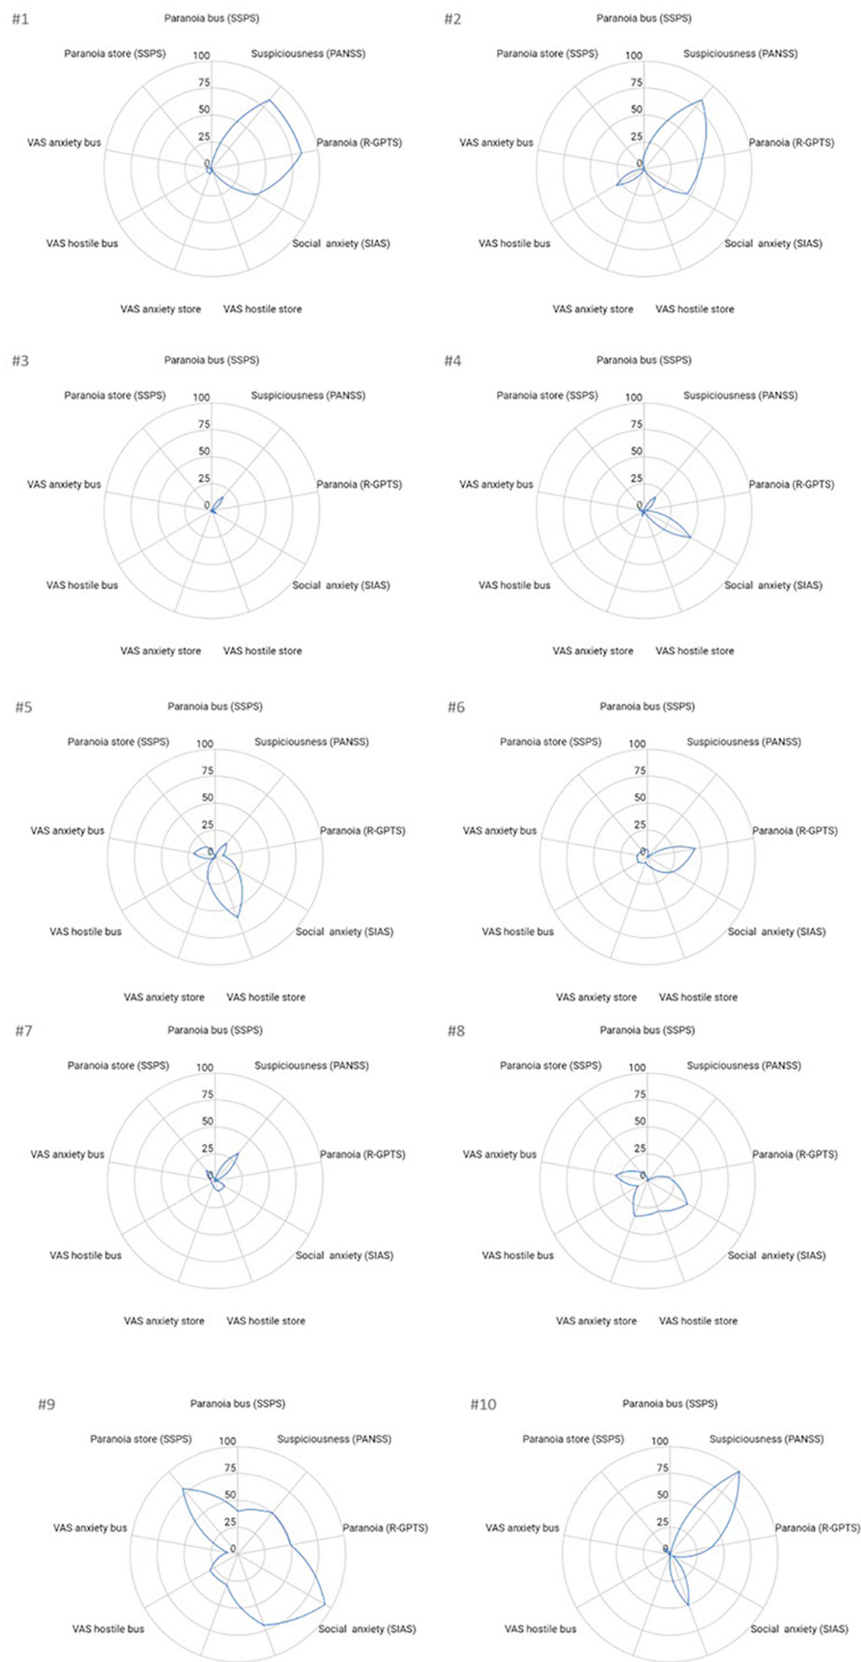 #1 Paranoia bus (SSPS) #2 Paranoia bus (SSPS)
Paranoia store (SSPS) 100 Suspiciousness (PANSS) Paranoia store (SSPS) 100 Suspiciousness (PANSS)
75 75
50 50
VAS anxiety bus 25 Paranoia (R-GPTS) VAS anxiety bus 25 Paranoia (R-GPTS)
0 0
VAS hostile bus Social anxiety (SIAS) VAS hostile bus Social anxiety (SIAS)
VAS anxiety store VAS hostile store VAS anxiety store VAS hostile store
#3 Paranoia bus (SSPS) #4 Paranoia bus (SSPS)
Paranoia store (SSPS) 100 Suspiciousness (PANSS) Paranoia store (SSPS) 100 Suspiciousness (PANSS)
75 75
50 50
VAS anxiety bus 25 Paranoia (R-GPTS) VAS anxiety bus 25 Paranoia (R-GPTS)
0 0
VAS hostile bus Social anxiety (SIAS) VAS hostile bus Social anxiety (SIAS)
VAS anxiety store VAS hostile store VAS anxiety store VAS hostile store
#5 Paranoia bus (SSPS) #6 Paranoia bus (SSPS)
Paranoia store (SSPS) 100 Suspiciousness (PANSS) Paranoia store (SSPS) 100 Suspiciousness (PANSS)
75 75
50 50
VAS anxiety bus 25 Paranoia (R-GPTS) VAS anxiety bus 25 Paranoia (R-GPTS)
0 0
VAS hostile bus Social anxiety (SIAS) VAS hostile bus Social anxiety (SIAS)
VAS anxiety store VAS hostile store VAS anxiety store VAS hostile store
#7 Paranoia bus (SSPS) #8 Paranoia bus (SSPS)
Paranoia store (SSPS) 100 Suspiciousness (PANSS) Paranoia store (SSPS) 100 Suspiciousness (PANSS)
75 75
50 50
VAS anxiety bus 25 Paranoia (R-GPTS) VAS anxiety bus 25 Paranoia (R-GPTS)
0 0
VAS hostile bus Social anxiety (SIAS) VAS hostile bus Social anxiety (SIAS)
VAS anxiety store VAS hostile store VAS anxiety store VAS hostile store
#9 Paranoia bus (SSPS) #10 Paranoia bus (SSPS)
Paranoia store (SSPS) 100 Suspiciousness (PANSS) Paranoia store (SSPS) 100 Suspiciousness (PANSS)
75 75
50 50
VAS anxiety bus 25 Paranoia (R-GPTS) VAS anxiety bus 25 Paranoia (R-GPTS)
0 0
VAS hostile bus Social anxiety (SIAS) VAS hostile bus Social anxiety (SIAS)